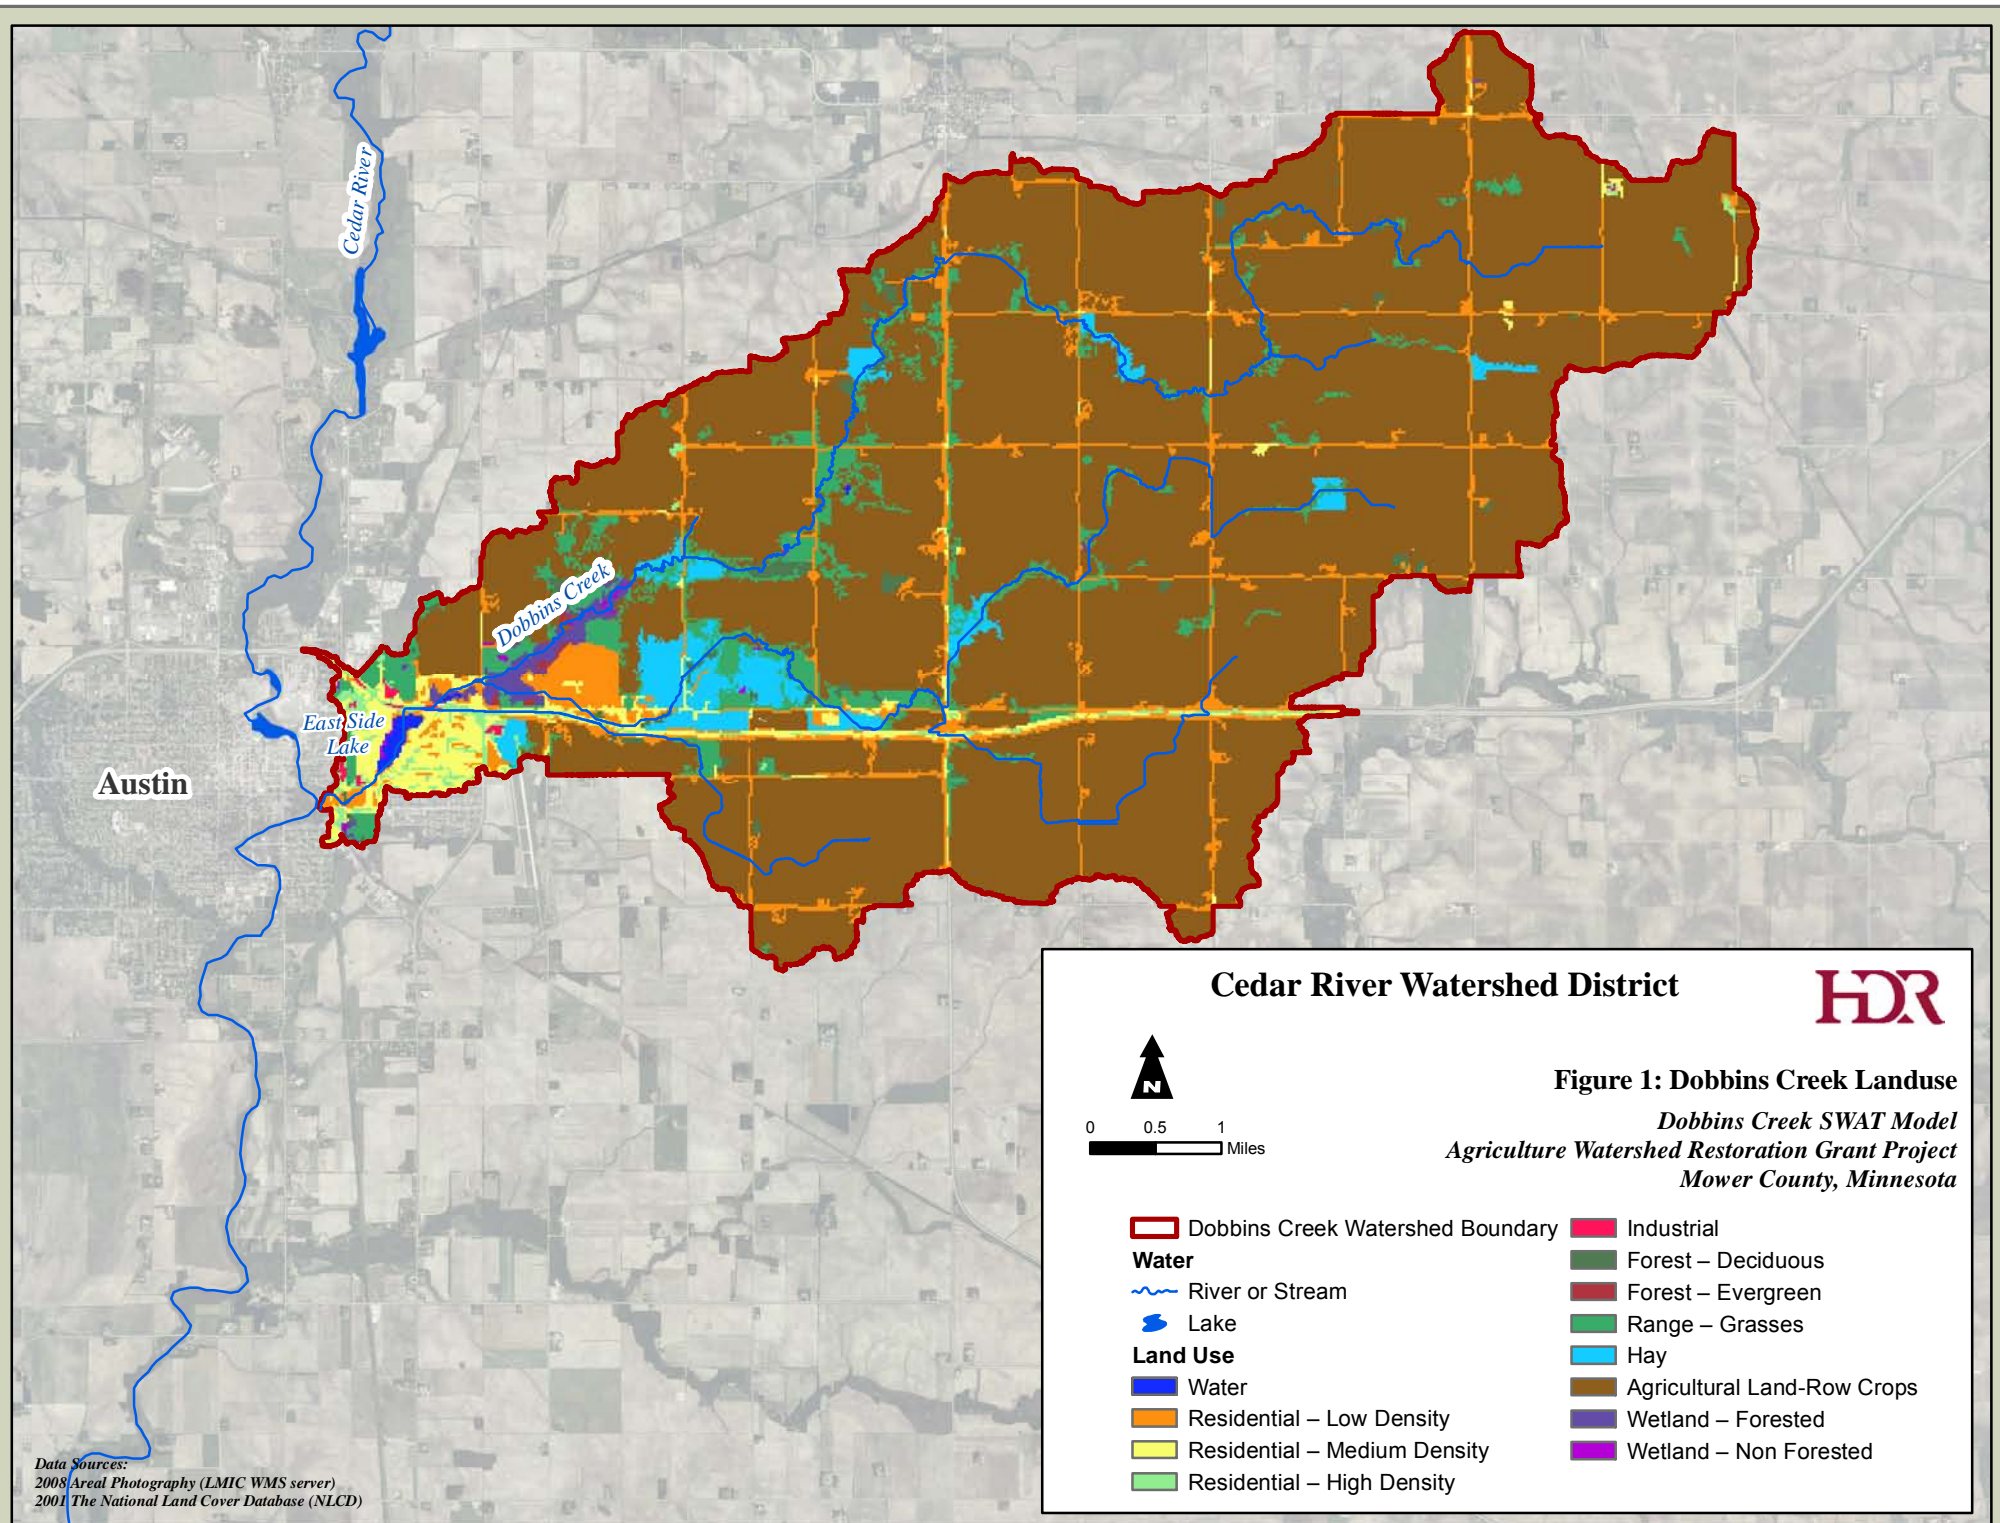 Cedar River
Dobbins Creek
East Side
Lake
Austin
Cedar River Watershed District
HDR
N
Figure 1: Dobbins Creek Landuse
Dobbins Creek SWAT Model
Agriculture Watershed Restoration Grant Project
Mower County, Minnesota
0 0.5 1
Miles
Dobbins Creek Watershed Boundary
Water
River or Stream
Lake
Land Use
Water
Residential – Low Density
Residential – Medium Density
Residential – High Density
Industrial
Forest – Deciduous
Forest – Evergreen
Range – Grasses
Hay
Agricultural Land-Row Crops
Wetland – Forested
Wetland – Non Forested
Data Sources:
2008 Areal Photography (LMIC WMS server)
2001 The National Land Cover Database (NLCD)